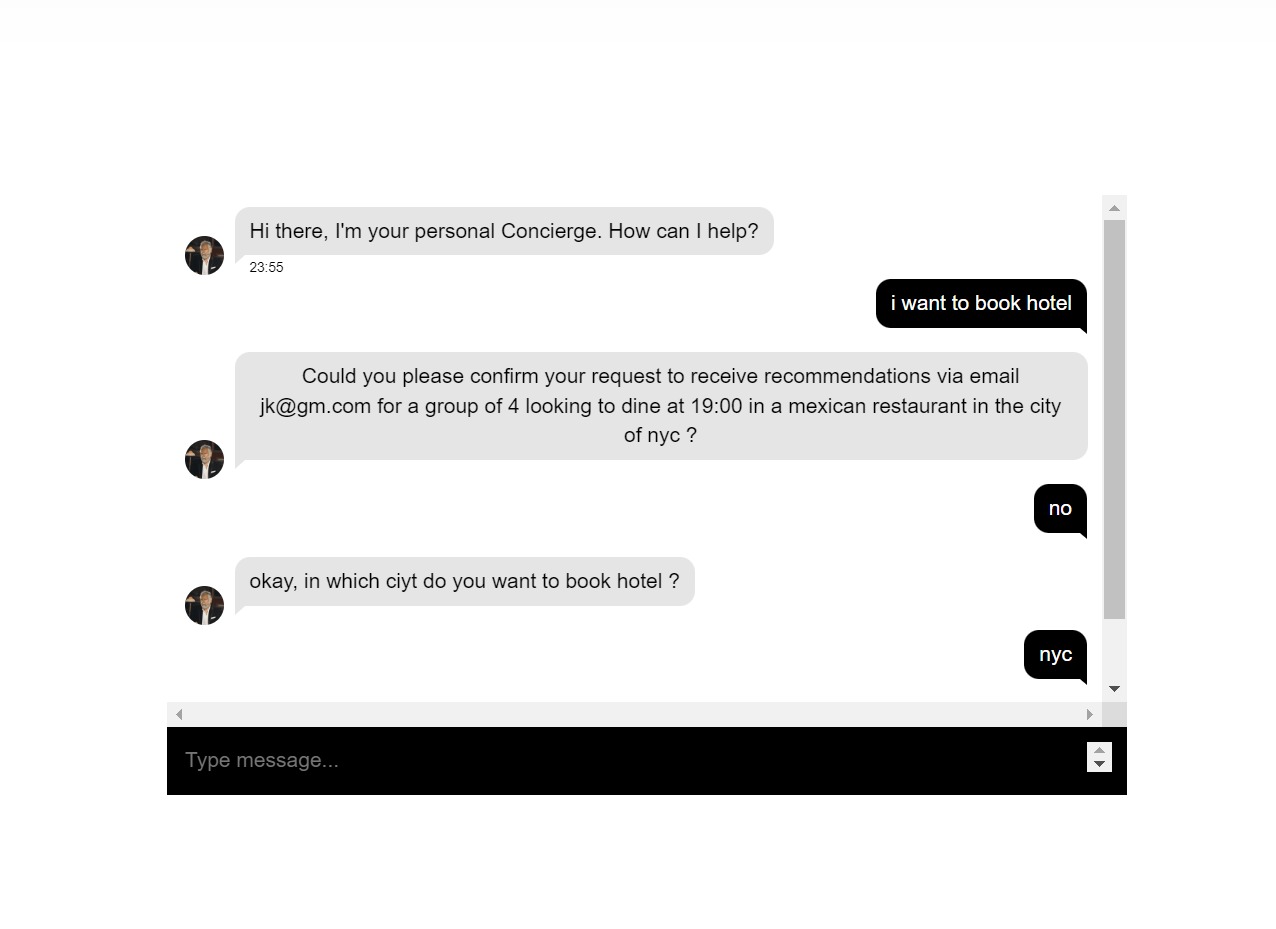 Hi there, I'm your personal Concierge. How can I help?
23:55
i want to book hotel
Could you please confirm your request to receive recommendations via email
jk@gm.com for a group of 4 looking to dine at 19:00 in a mexican restaurant in the city
of nyc ?
no
okay, in which ciyt do you want to book hotel ?
nyc
Type message...